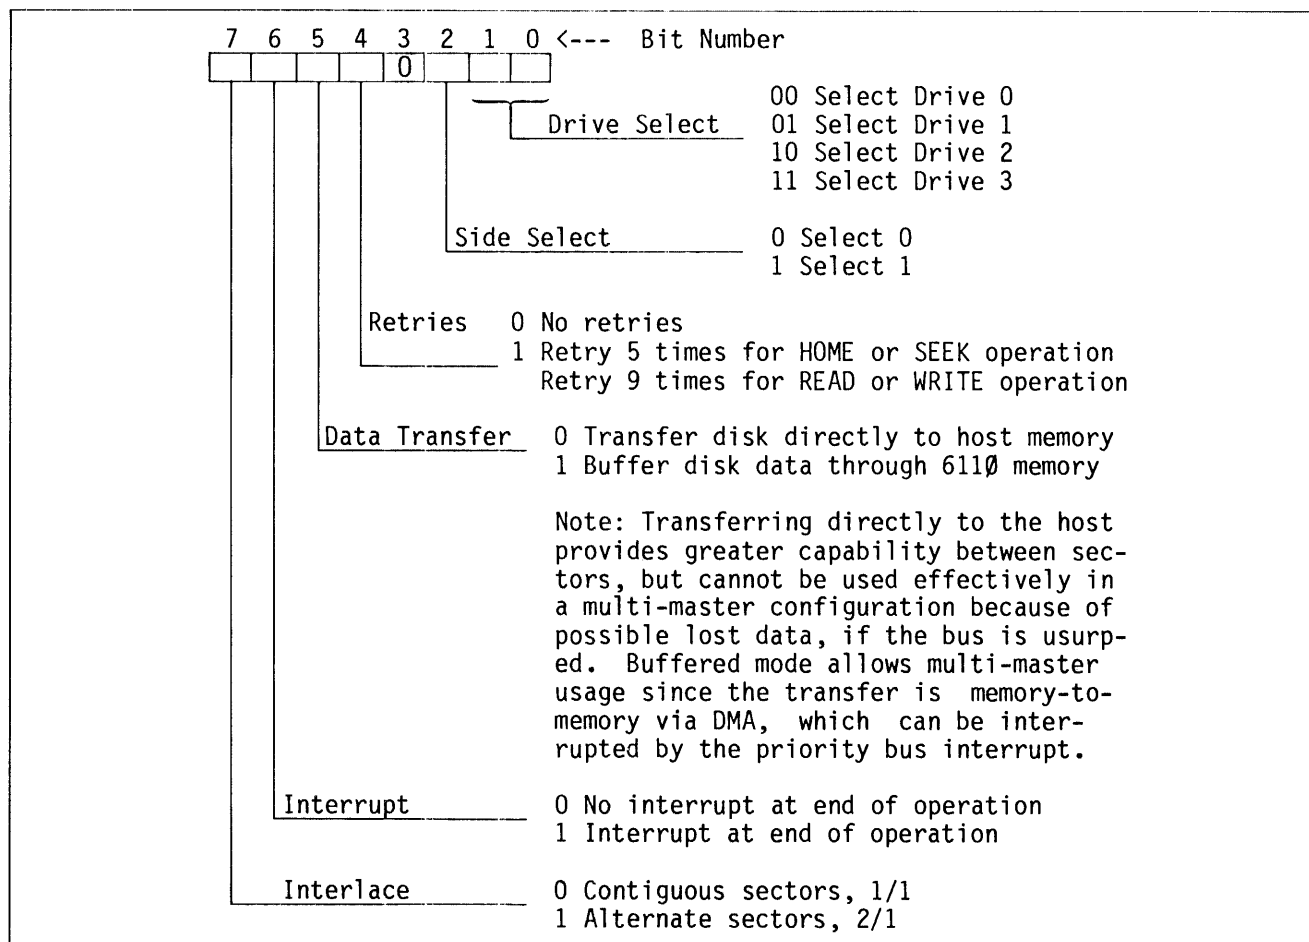 7 6 5 4 3 2 1 0 <--- Bit Number
0
00 Select Drive 0
Drive Select 01 Select Drive 1
10 Select Drive 2
11 Select Drive 3
Side Select 0 Select 0
1 Select 1
Retries 0 No retries
1 Retry 5 times for HOME or SEEK operation
Retry 9 times for READ or WRITE operation
Data Transfer 0 Transfer disk directly to host memory
1 Buffer disk data through 611Ø memory
Note: Transferring directly to the host
provides greater capability between sec-
tors, but cannot be used effectively in
a multi-master configuration because of
possible lost data, if the bus is usurp-
ed. Buffered mode allows multi-master
usage since the transfer is memory-to-
memory via DMA, which can be inter-
rupted by the priority bus interrupt.
Interrupt 0 No interrupt at end of operation
1 Interrupt at end of operation
Interlace 0 Contiguous sectors, 1/1
1 Alternate sectors, 2/1